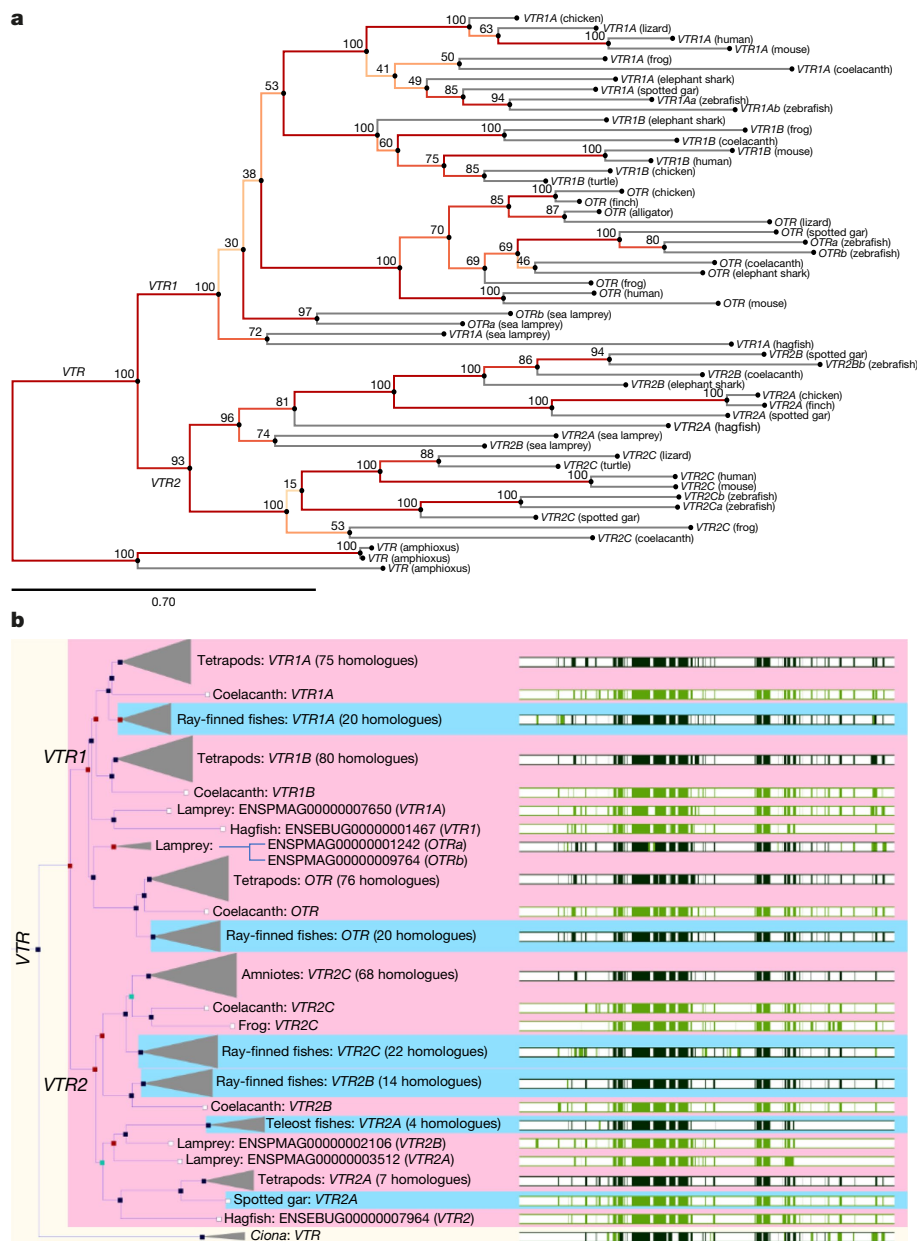 a
100
VTR1A (chicken)
63
VTR1A (lizard)
100
VTR1A (human)
VTR1A (mouse)
100
50
VTR1A (frog)
41
VTR1A (coelacanth)
49
VTR1A (elephant shark)
85
VTR1A (spotted gar)
94
VTR1Aa (zebrafish)
VTR1Ab (zebrafish)
53
100
VTR1B (elephant shark)
60
100
VTR1B (frog)
VTR1B (coelacanth)
75
100
VTR1B (mouse)
VTR1B (human)
85
VTR1B (chicken)
VTR1B (turtle)
38
85
100
OTR (chicken)
OTR (finch)
87
OTR (alligator)
OTR (lizard)
70
100
OTR (spotted gar)
69
80
OTRa (zebrafish)
OTRb (zebrafish)
30
100
69
46
OTR (coelacanth)
OTR (elephant shark)
OTR (frog)
100
OTR (human)
OTR (mouse)
VTR1
100
97
OTRb (sea lamprey)
OTRa (sea lamprey)
72
VTR1A (sea lamprey)
VTR1A (hagfish)
VTR
100
94
VTR2B (spotted gar)
86
VTR2Bb (zebrafish)
100
VTR2B (coelacanth)
VTR2B (elephant shark)
100
100
VTR2A (chicken)
VTR2A (finch)
100
VTR2A (spotted gar)
81
VTR2A (hagfish)
96
74
VTR2A (sea lamprey)
VTR2B (sea lamprey)
93
VTR2
88
VTR2C (lizard)
VTR2C (turtle)
100
100
VTR2C (human)
VTR2C (mouse)
15
100
100
VTR2Cb (zebrafish)
VTR2Ca (zebrafish)
VTR2C (spotted gar)
100
53
VTR2C (frog)
VTR2C (coelacanth)
100
100
VTR (amphioxus)
VTR (amphioxus)
VTR (amphioxus)
0.70
b
Tetrapods: VTR1A (75 homologues)
Coelacanth: VTR1A
Ray-finned fishes: VTR1A (20 homologues)
VTR1
Tetrapods: VTR1B (80 homologues)
Coelacanth: VTR1B
Lamprey: ENSPMAG00000007650 (VTR1A)
Hagfish: ENSEBUG00000001467 (VTR1)
Lamprey:
ENSPMAG00000001242 (OTRa)
ENSPMAG00000009764 (OTRb)
Tetrapods: OTR (76 homologues)
Coelacanth: OTR
Ray-finned fishes: OTR (20 homologues)
VTR
Amniotes: VTR2C (68 homologues)
Coelacanth: VTR2C
Frog: VTR2C
Ray-finned fishes: VTR2C (22 homologues)
VTR2
Ray-finned fishes: VTR2B (14 homologues)
Coelacanth: VTR2B
Teleost fishes: VTR2A (4 homologues)
Lamprey: ENSPMAG00000002106 (VTR2B)
Lamprey: ENSPMAG00000003512 (VTR2A)
Tetrapods: VTR2A (7 homologues)
Spotted gar: VTR2A
Hagfish: ENSEBUG00000007964 (VTR2)
Ciona: VTR